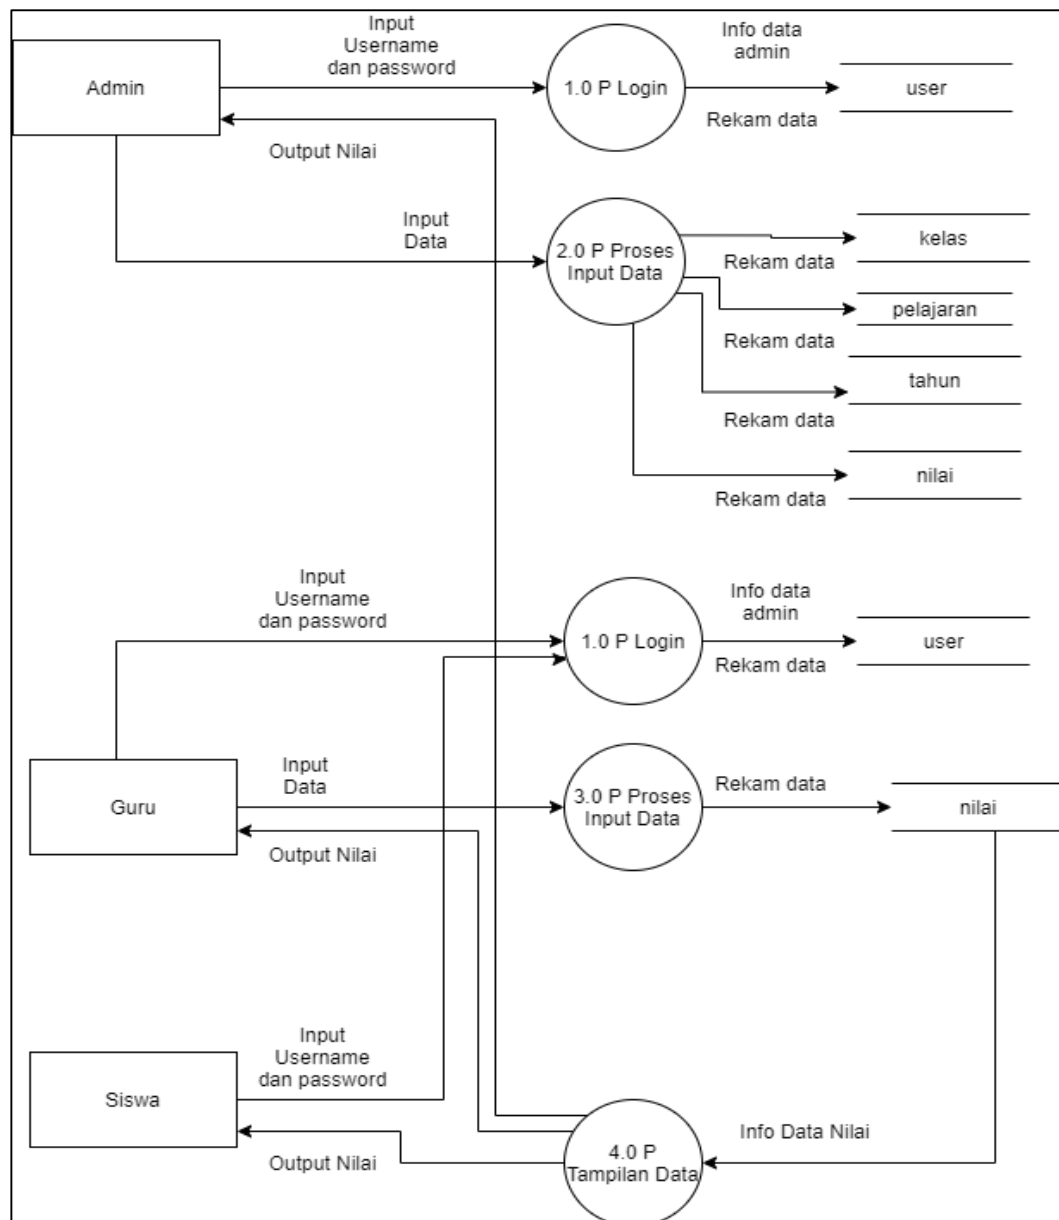 Input
Username
dan password
Info data
admin
Admin
1.0 P Login
user
Rekam data
Output Nilai
Input
Data
2.0 P Proses
Input Data
kelas
Rekam data
pelajaran
Rekam data
tahun
Rekam data
nilai
Rekam data
Input
Username
dan password
Info data
admin
1.0 P Login
user
Rekam data
Input
Data
Guru
3.0 P Proses
Input Data
Rekam data
nilai
Output Nilai
Input
Username
dan password
Siswa
Output Nilai
4.0 P
Tampilan Data
Info Data Nilai